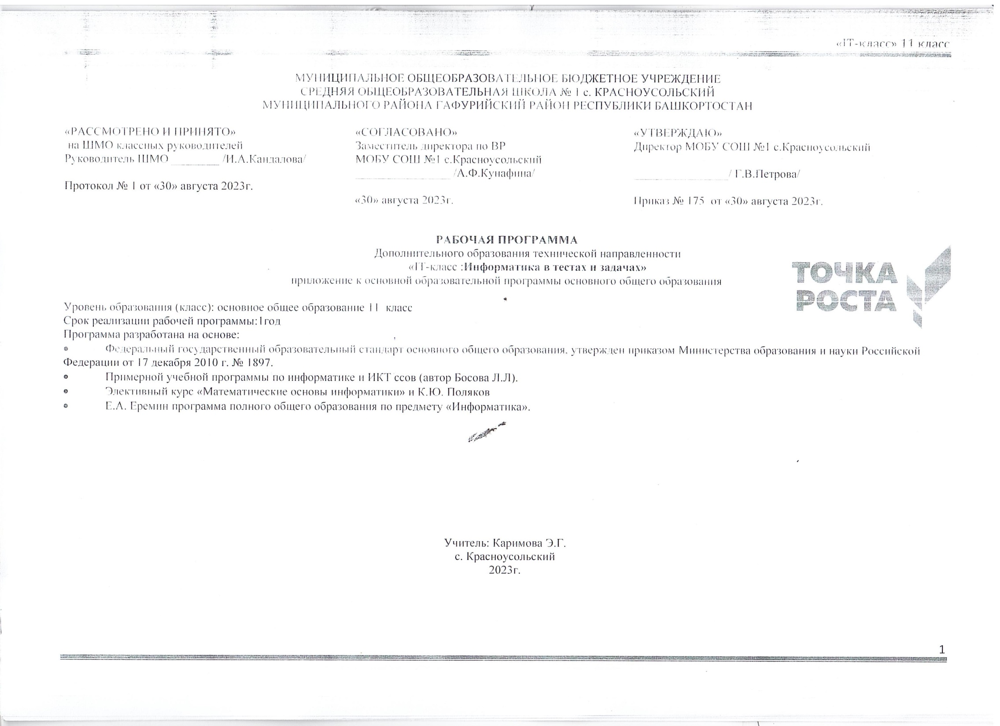 «IT-класс» 11 класс
МУНИЦИПАЛЬНОЕ ОБЩЕОБРАЗОВАТЕЛЬНОЕ БЮДЖЕТНОЕ УЧРЕЖДЕНИЕ
СРЕДНЯЯ ОБЩЕОБРАЗОВАТЕЛЬНАЯ ШКОЛА № 1 с. КРАСНОУСОЛЬСКИЙ
МУНИЦИПАЛЬНОГО РАЙОНА ГАФУРИЙСКИЙ РАЙОН РЕСПУБЛИКИ БАШКОРТОСТАН
«РАССМОТРЕНО И ПРИНЯТО»
на ШМО классных руководителей
Руководитель ШМО ________ /И.А.Кандалова/
Протокол № 1 от «30» августа 2023г.
«СОГЛАСОВАНО»
Заместитель директора по ВР
МОБУ СОШ №1 с.Красноусольский
________________ /А.Ф.Кунафина/
«30» августа 2023г.
«УТВЕРЖДАЮ»
Директор МОБУ СОШ №1 с.Красноусольский
________________/ Г.В.Петрова/
Приказ № 175 от «30» августа 2023г.
РАБОЧАЯ ПРОГРАММА
Дополнительного образования технической направленности
«IT-класс :Информатика в тестах и задачах»
приложение к основной образовательной программы основного общего образования
ТОЧКА
РОСТА
Уровень образования (класс): основное общее образование 11 класс
Срок реализации рабочей программы:1год
Программа разработана на основе:
• Федеральный государственный образовательный стандарт основного общего образования. утвержден приказом Министерства образования и науки Российской
Федерации от 17 декабря 2010 г. № 1897.
• Примерной учебной программы по информатике и ИКТ ссов (автор Босова Л.Л).
• Элективный курс «Математические основы информатики» и К.Ю. Поляков
• Е.А. Еремин программа полного общего образования по предмету «Информатика».
Учитель: Каримова Э.Г.
с. Красноусольский
2023г.
1